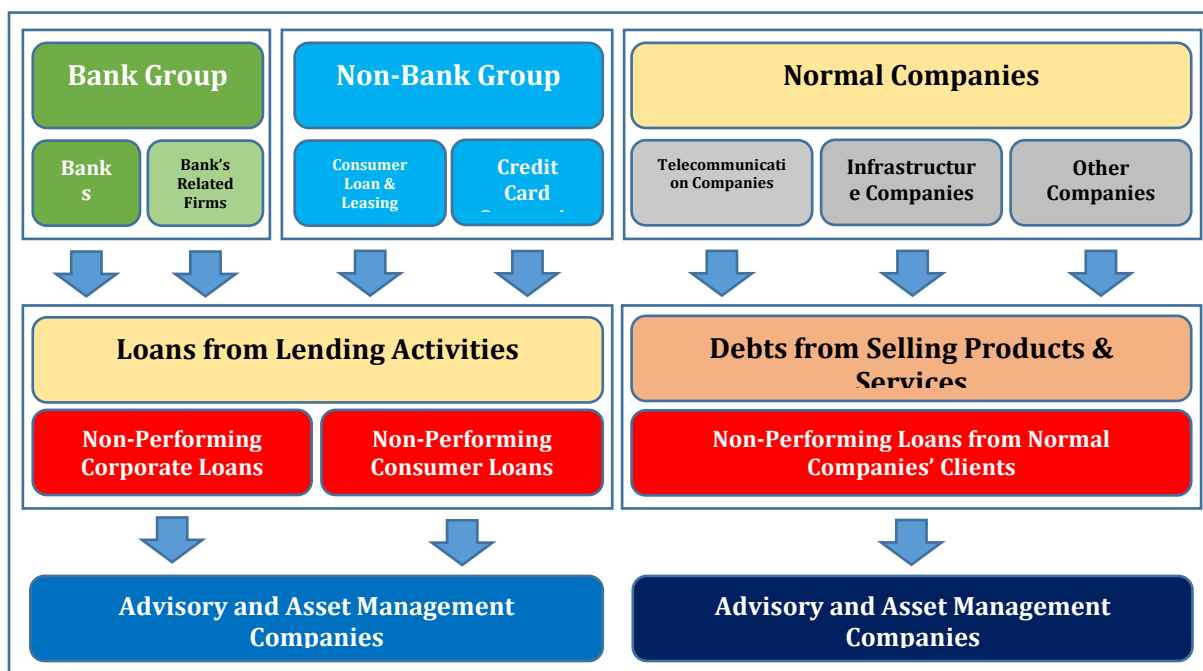 Bank Group
Non-Bank Group
Normal Companies
Bank
s
Bank's
Related
Firms
Consumer
Loan &
Leasing
Credit
Card
Telecommunicati
on Companies
Infrastructur
e Companies
Other
Companies
Loans from Lending Activities
Debts from Selling Products &
Services
Non-Performing
Corporate Loans
Non-Performing
Consumer Loans
Non-Performing Loans from Normal
Companies' Clients
Advisory and Asset Management
Companies
Advisory and Asset Management
Companies